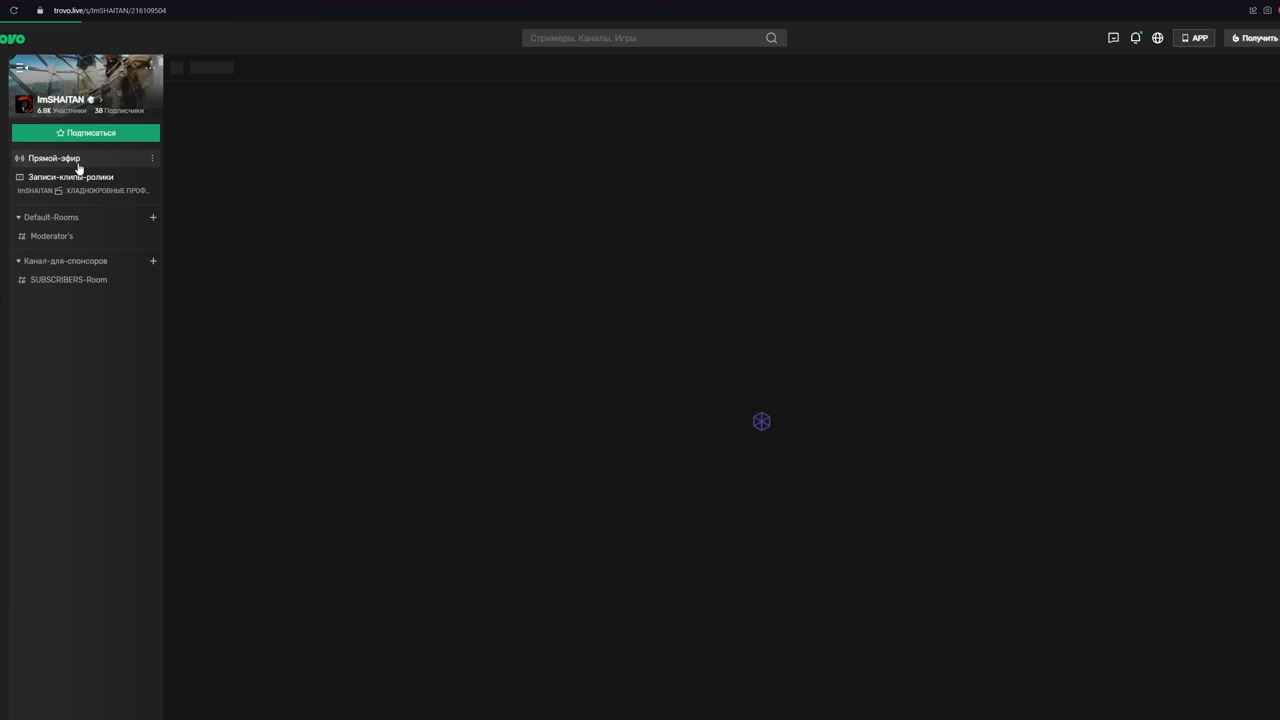 trovo.live/s/ImSHAITAN/216109504
ovo
Стримеры, Каналы, Игры
APP
Получить
ImSHAITAN
6.8K Участники 38 Подписчики
Подписаться
Прямой-эфир
Записи-клипы-ролики
ImSHAITAN ХЛАДНОКРОВНЫЕ ПРОФ...
Default-Rooms
Moderator's
Канал-для-спонсоров
SUBSCRIBERS-Room